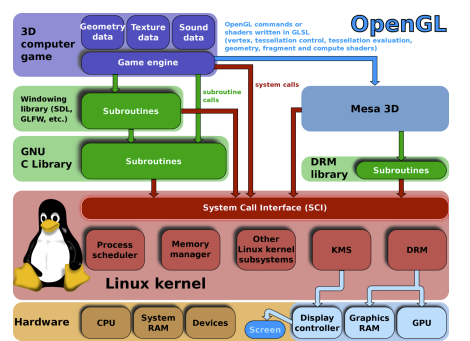 3D
computer
game
Geometry
data
Texture
data
Sound
data
Game engine
OpenGL commands or
shaders written in GLSL
(vertex, tessellation control, tessellation evaluation,
geometry, fragment and compute shaders)
OpenGL
subroutine
calls
system calls
Windowing
library (SDL,
GLFW, etc.)
Subroutines
Mesa 3D
GNU
C Library
Subroutines
DRM
library
Subroutines
System Call Interface (SCI)
Process
scheduler
Memory
manager
Other
Linux kernel
subsystems
KMS
DRM
Linux kernel
Hardware
CPU
System
RAM
Devices
Screen
Display
controller
Graphics
RAM
GPU